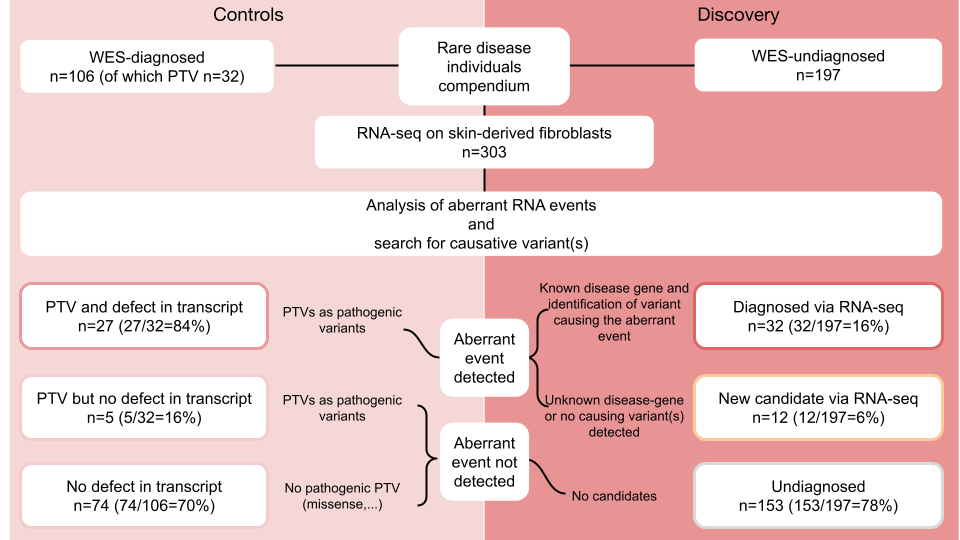 Controls
Discovery
WES-diagnosed
n=106 (of which PTV n=32)
Rare disease
individuals
compendium
WES-undiagnosed
n=197
RNA-seq on skin-derived fibroblasts
n=303
Analysis of aberrant RNA events
and
search for causative variant(s)
PTV and defect in transcript
n=27 (27/32=84%)
PTVs as pathogenic
variants
Aberrant
event
detected
Known disease gene and
identification of variant
causing the aberrant
event
Diagnosed via RNA-seq
n=32 (32/197=16%)
PTV but no defect in transcript
n=5 (5/32=16%)
PTVs as pathogenic
variants
Unknown disease-gene
or no causing variant(s)
detected
New candidate via RNA-seq
n=12 (12/197=6%)
Aberrant
event not
detected
No defect in transcript
n=74 (74/106=70%)
No pathogenic PTV
(missense,...)
No candidates
Undiagnosed
n=153 (153/197=78%)